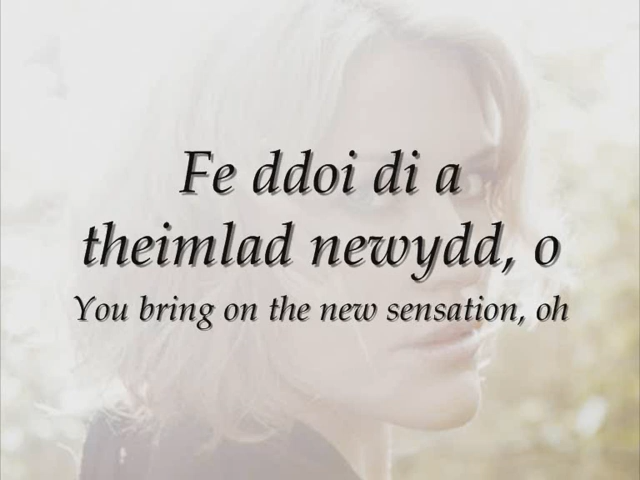 Fe ddoi di a
theimlad newydd, o
You bring on the new sensation, oh